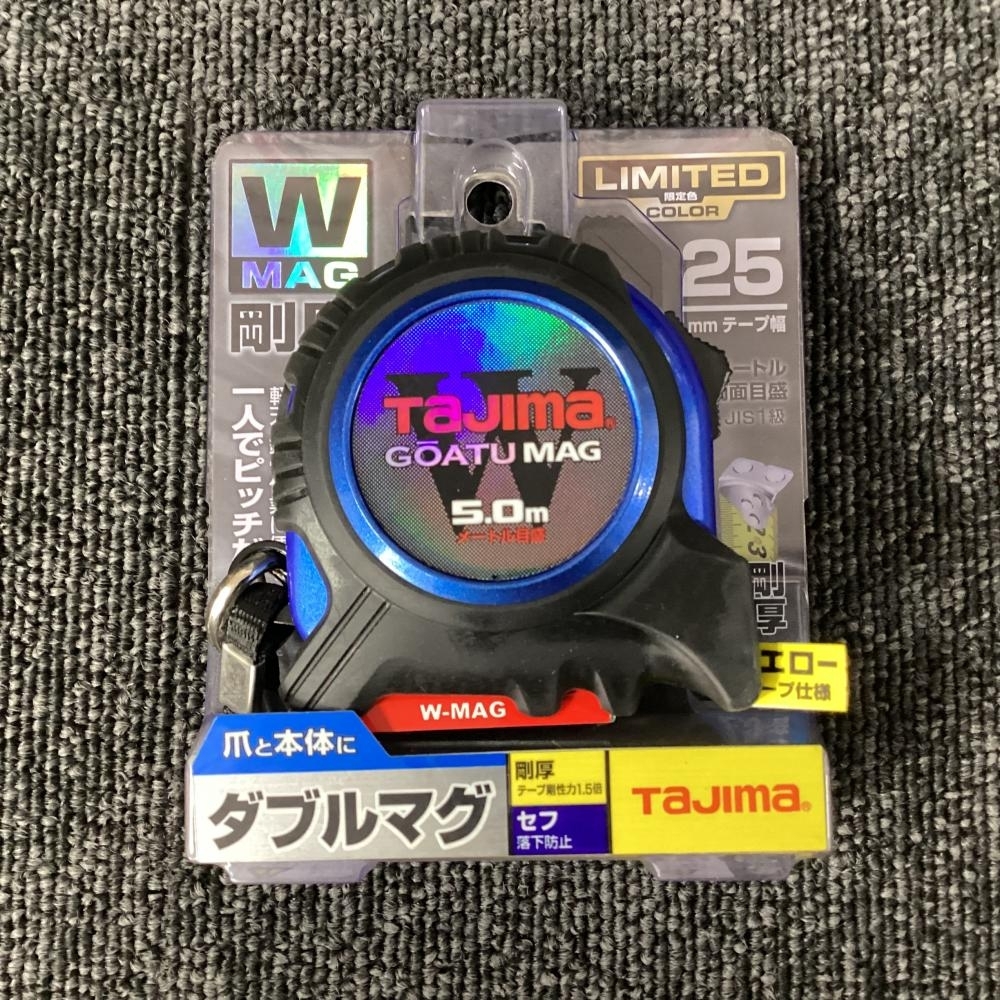 W
MAG
LIMITED
限定色
COLOR
剛
25
mm テープ幅
ートル
面目盛
JIS1級
一人でピッチが
TaJima®
GŌATU MAG
W
5.0m
メートル目盛
23
剛
厚
エロー
ープ仕様
W-MAG
爪と本体に
ダブルマグ
剛厚
テープ剛性力1.5倍
セフ
落下防止
TaJima®